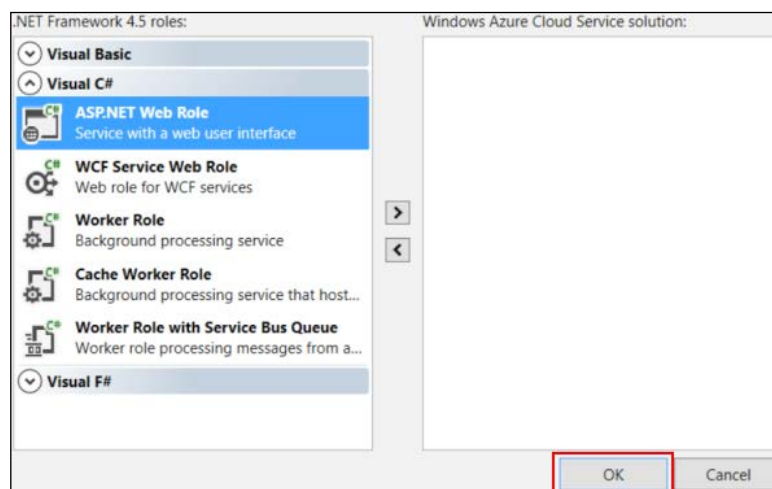 .NET Framework 4.5 roles:
Windows Azure Cloud Service solution:
Visual Basic
Visual C#
C#
ASP.NET Web Role
Service with a web user interface
C#
WCF Service Web Role
Web role for WCF services
C#
Worker Role
Background processing service
C#
Cache Worker Role
Background processing service that host...
C#
Worker Role with Service Bus Queue
Worker role processing messages from a...
Visual F#
>
<
OK
Cancel